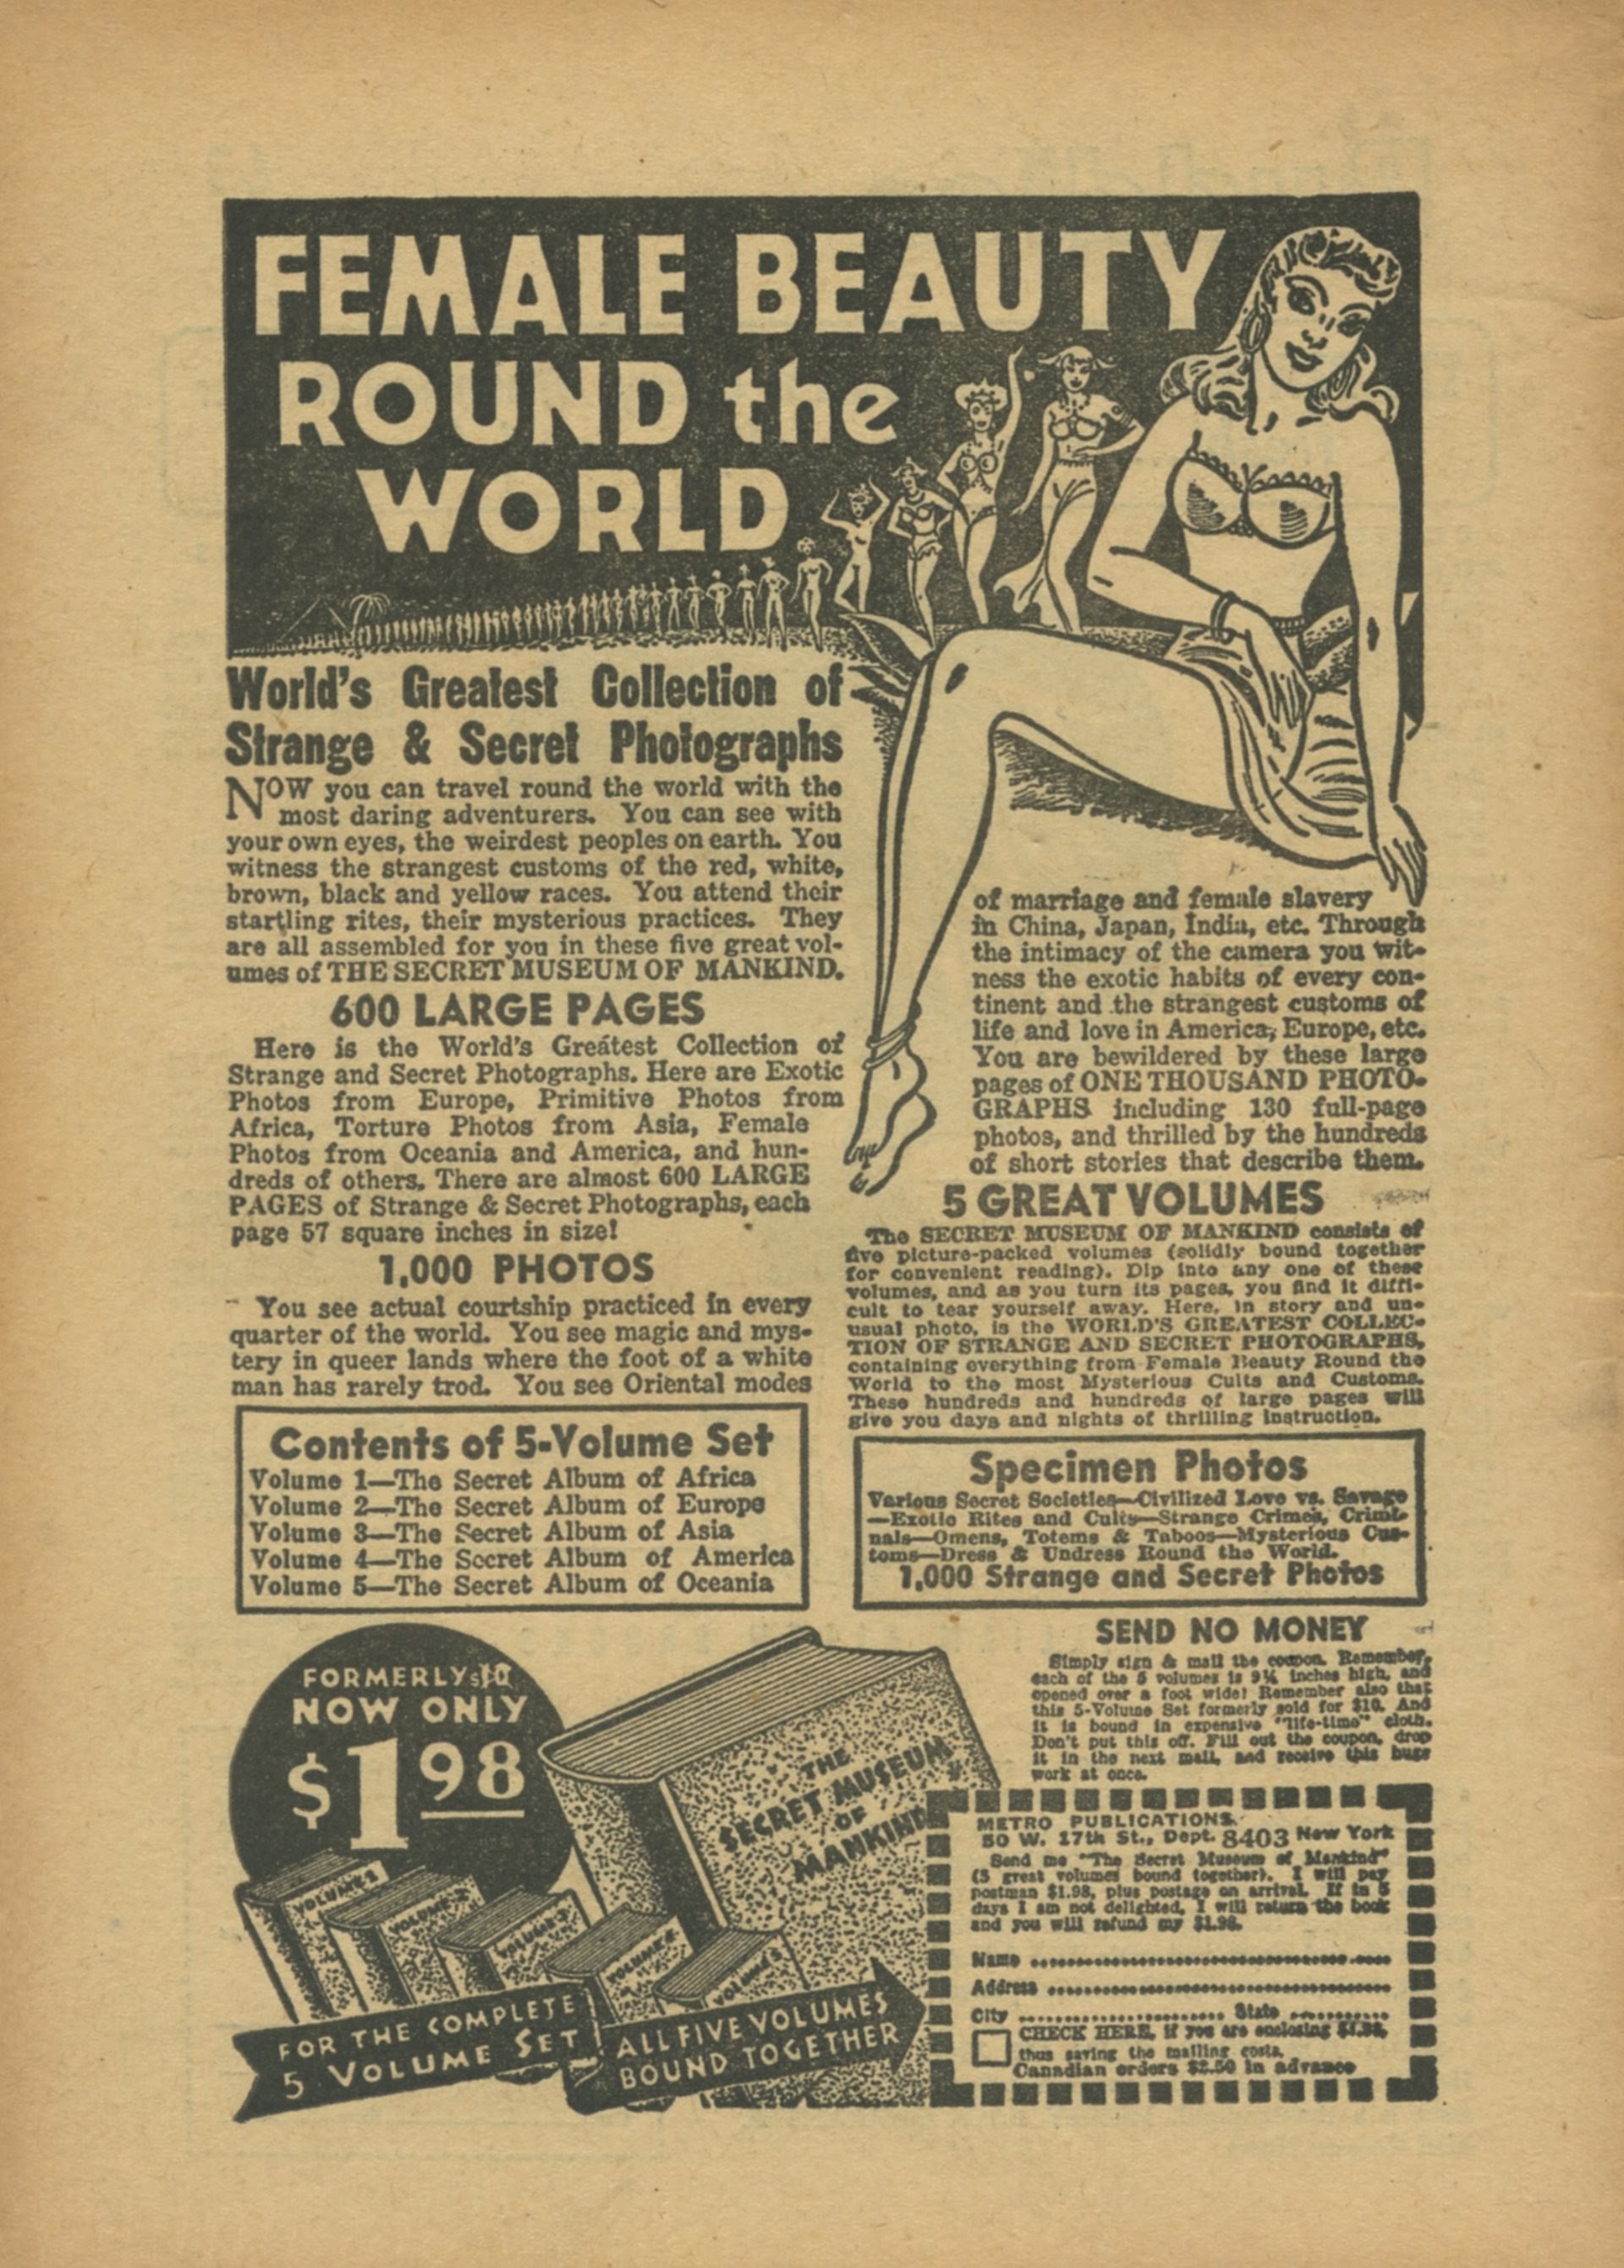 FEMALE BEAUTY
ROUND the
WORLD
World's Greatest Collection of
Strange & Secret Photographs
NOW you can travel round the world with the
most daring adventurers. You can see with
your own eyes, the weirdest peoples on earth. You
witness the strangest customs of the red, white,
brown, black and yellow races. You attend their
startling rites, their mysterious practices. They
are all assembled for you in these five great vol-
umes of THE SECRET MUSEUM OF MANKIND.
600 LARGE PAGES
Here is the World's Greatest Collection of
Strange and Secret Photographs. Here are Exotic
Photos from Europe, Primitive Photos from
Africa, Torture Photos from Asia, Female
Photos from Oceania and America, and hun-
dreds of others. There are almost 600 LARGE
PAGES of Strange & Secret Photographs, each
page 57 square inches in size!
1,000 PHOTOS
You see actual courtship practiced in every
quarter of the world. You see magic and mys-
tery in queer lands where the foot of a white
man has rarely trod. You see Oriental modes
of marriage and female slavery
in China, Japan, India, etc. Through
the intimacy of the camera you wit-
ness the exotic habits of every con-
tinent and the strangest customs of
life and love in America, Europe, etc.
You are bewildered by these large
pages of ONE THOUSAND PHOTO-
GRAPHS including 130 full-page
photos, and thrilled by the hundreds
of short stories that describe them.
5 GREAT VOLUMES
The SECRET MUSEUM OF MANKIND consists of
five picture-packed volumes (solidly bound together
for convenient reading). Dip into any one of these
volumes, and as you turn its pages, you find it diffi-
cult to tear yourself away. Here, in story and un-
usual photo, is the WORLD'S GREATEST COLLEC-
TION OF STRANGE AND SECRET PHOTOGRAPHS,
containing everything from Female Beauty Round the
World to the most Mysterious Cults and Customs.
These hundreds and hundreds of large pages will
give you days and nights of thrilling instruction.
Contents of 5-Volume Set
Volume 1—The Secret Album of Africa
Volume 2—The Secret Album of Europe
Volume 3—The Secret Album of Asia
Volume 4—The Secret Album of America
Volume 5—The Secret Album of Oceania
Specimen Photos
Various Secret Societies—Civilized Love vs. Savage
—Exotic Rites and Cults—Strange Crimes, Crimi-
nals—Omens, Totems & Taboos—Mysterious Cus-
toms—Dress & Undress Round the World.
1,000 Strange and Secret Photos
FORMERLY $10
NOW ONLY
$1.98
THE
SECRET MUSEUM
OF
MANKIND
VOLUME 1
VOLUME 2
VOLUME 3
VOLUME 4
VOLUME 5
FOR THE COMPLETE
5 VOLUME SET
ALL FIVE VOLUMES
BOUND TOGETHER
SEND NO MONEY
Simply sign & mail the coupon. Remember,
each of the 5 volumes is 9¼ inches high, and
opened over a foot wide! Remember also that
this 5-Volume Set formerly sold for $10. And
it is bound in expensive "life-time" cloth.
Don't put this off. Fill out the coupon, drop
it in the next mail, and receive this huge
work at once.
METRO PUBLICATIONS
50 W. 17th St., Dept. 8403 New York
Send me "The Secret Museum of Mankind"
(5 great volumes bound together). I will pay
postman $1.98, plus postage on arrival. If in 5
days I am not delighted, I will return the book
and you will refund my $1.98.
Name
Address
City State
CHECK HERE, if you are enclosing $1.98,
thus saving the mailing costs.
Canadian orders $2.50 in advance